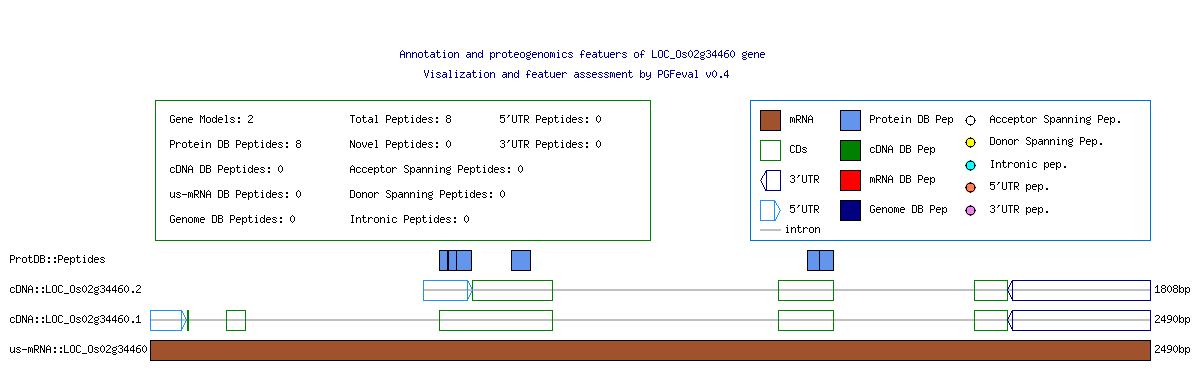 Annotation and proteogenomics featuers of LOC_Os02g34460 gene
Visalization and featuer assessment by PGFeval v0.4
Gene Models: 2 Total Peptides: 8 5'UTR Peptides: 0
Protein DB Peptides: 8 Novel Peptides: 0 3'UTR Peptides: 0
cDNA DB Peptides: 0 Acceptor Spanning Peptides: 0
us-mRNA DB Peptides: 0 Donor Spanning Peptides: 0
Genome DB Peptides: 0 Intronic Peptides: 0
mRNA Protein DB Pep Acceptor Spanning Pep.
CDs cDNA DB Pep Donor Spanning Pep.
3'UTR mRNA DB Pep Intronic pep.
5'UTR Genome DB Pep 5'UTR pep.
intron 3'UTR pep.
ProtDB::Peptides
cDNA::LOC_Os02g34460.2 1808bp
cDNA::LOC_Os02g34460.1 2490bp
us-mRNA::LOC_Os02g34460 2490bp